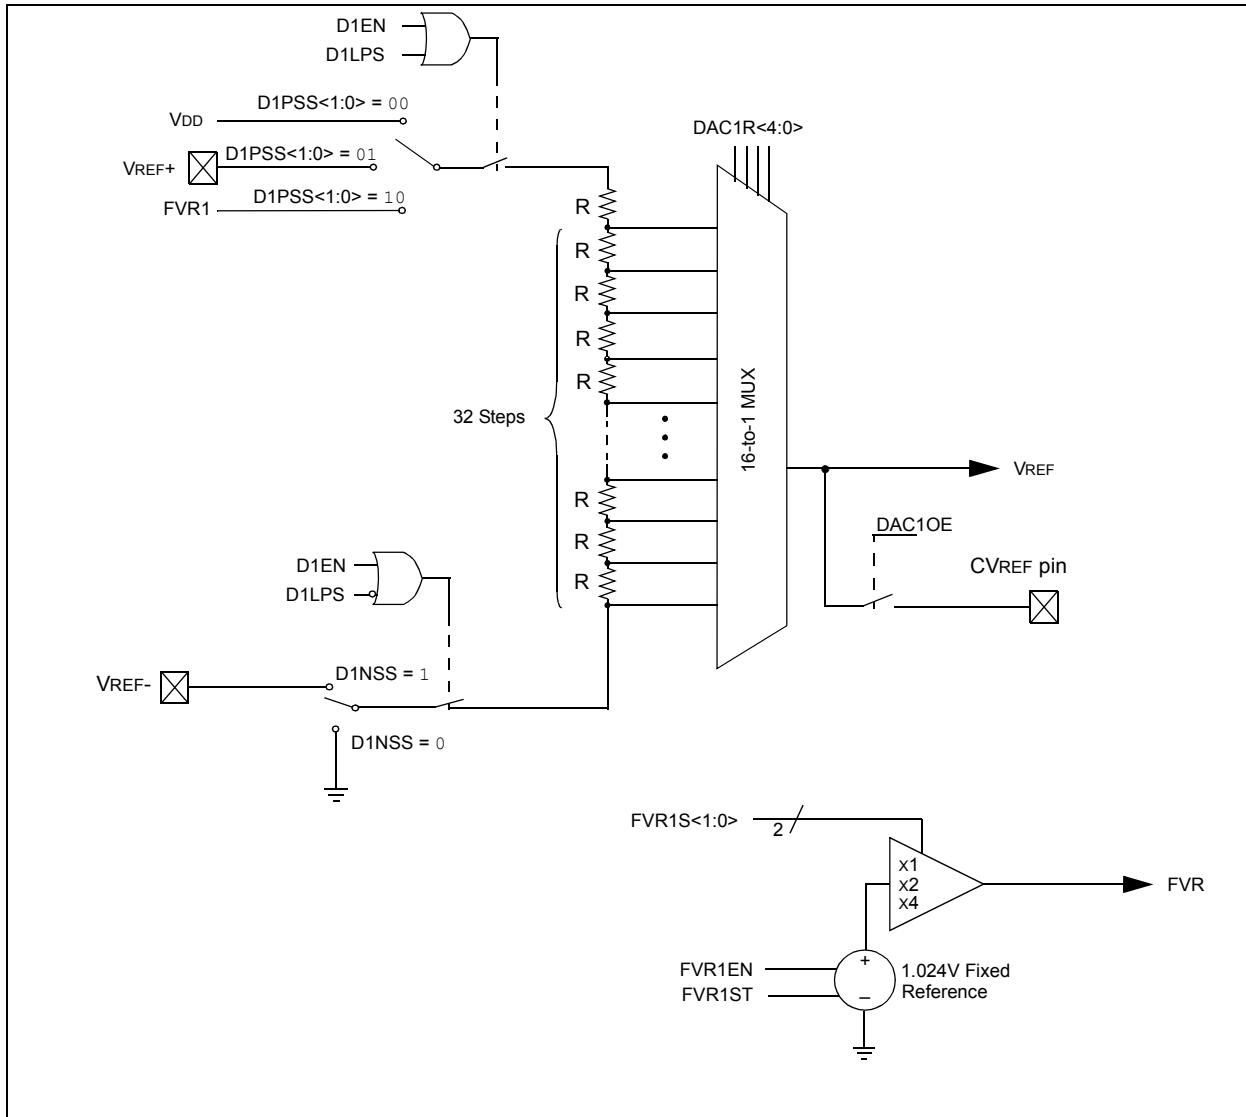 D1EN
D1LPS
D1PSS<1:0> = 00
VDD
D1PSS<1:0> = 01
VREF+
D1PSS<1:0> = 10
FVR1
DAC1R<4:0>
R
R
R
R
R
32 Steps
R
R
R
16-to-1 MUX
VREF
DAC1OE
CVREF pin
D1EN
D1LPS
VREF-
D1NSS = 1
D1NSS = 0
FVR1S<1:0>
2
x1
x2
x4
FVR
FVR1EN
FVR1ST
+
–
1.024V Fixed
Reference